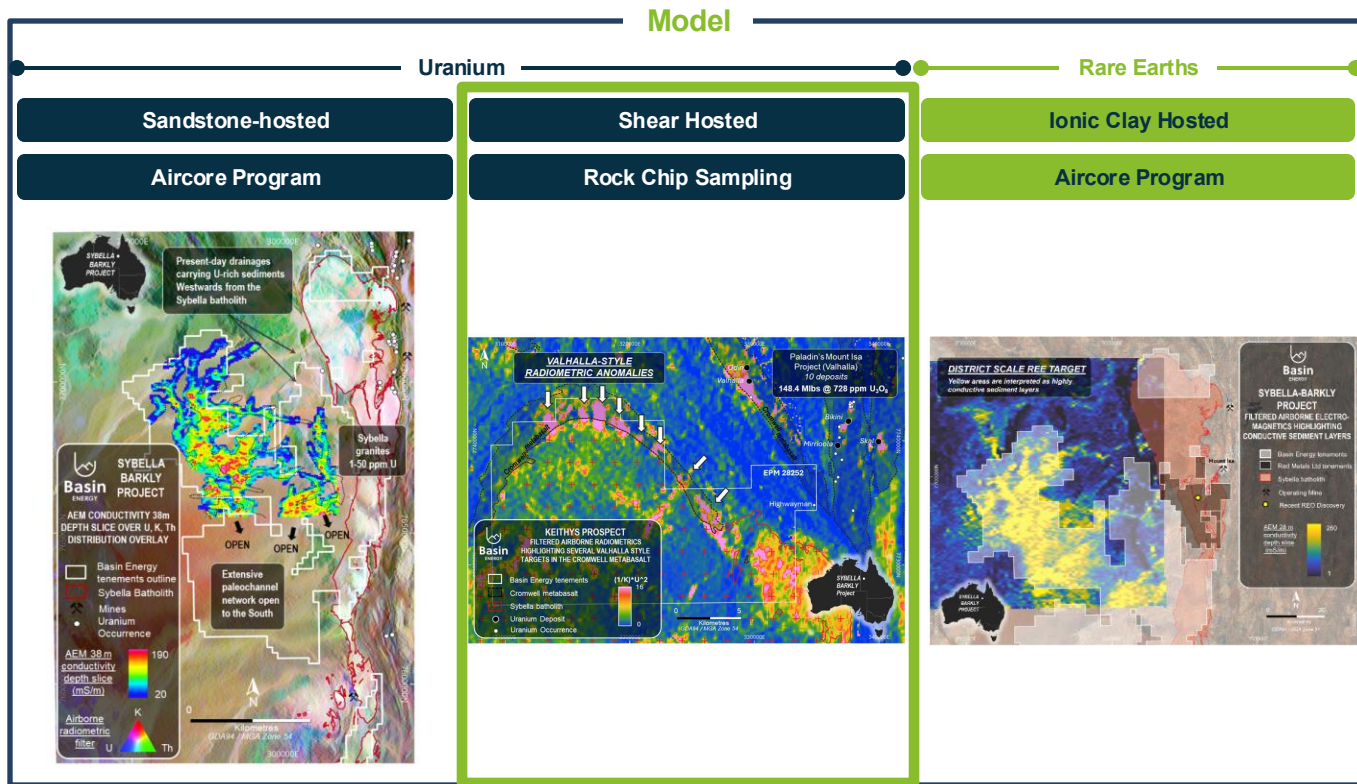 Model
Uranium
Rare Earths
Sandstone-hosted
Shear Hosted
Ionic Clay Hosted
Aircore Program
Rock Chip Sampling
Aircore Program
SYBELLA
BARKLY
PROJECT
300000E
Present-day drainages
carrying U-rich sediments
Westwards from the
Sybella batholith
Sybella
granites
1-50 ppm U
OPEN
OPEN
OPEN
Extensive
paleochannel
network open
to the South
Basin
ENERGY
SYBELLA
BARKLY
PROJECT
AEM CONDUCTIVITY 38m
DEPTH SLICE OVER U, K, Th
DISTRIBUTION OVERLAY
Basin Energy
tenements outline
Sybella Batholith
Mines
Uranium
Occurrence
AEM 38 m
conductivity
depth slice
(mS/m)
190
20
Airborne
radiometric
filter
K
U
Th
N
0
Kilometres
GDA94 / MGA Zone 54
300000E
VALHALLA-STYLE
RADIOMETRIC ANOMALIES
Paladin's Mount Isa
Project (Valhalla)
10 deposits
148.4 Mlbs @ 728 ppm U₃O₈
Odin
Valhalla
Bikini
Mirrioola
Skal
EPM 28252
Highwayman
Cromwell metabasalt
Basin
ENERGY
KEITHYS PROSPECT
FILTERED AIRBORNE RADIOMETRICS
HIGHLIGHTING SEVERAL VALHALLA STYLE
TARGETS IN THE CROMWELL METABASALT
Basin Energy tenements
Cromwell metabasalt
Sybella batholith
Uranium Deposit
Uranium Occurrence
(1/K)*U^2
16
0
N
0
5
Kilometres
GDA94 / MGA Zone 54
SYBELLA
BARKLY
Project
DISTRICT SCALE REE TARGET
Yellow areas are interpreted as highly
conductive sediment layers
Mount Isa
Basin
ENERGY
SYBELLA-BARKLY
PROJECT
FILTERED AIRBORNE ELECTRO-
MAGNETICS HIGHLIGHTING
CONDUCTIVE SEDIMENT LAYERS
Basin Energy tenements
Red Metals Ltd tenements
Sybella batholith
Operating Mine
Recent REO Discovery
AEM 28 m
conductivity
depth slice
(mS/m)
260
1
N
0
20
SYBELLA
BARKLY
PROJECT